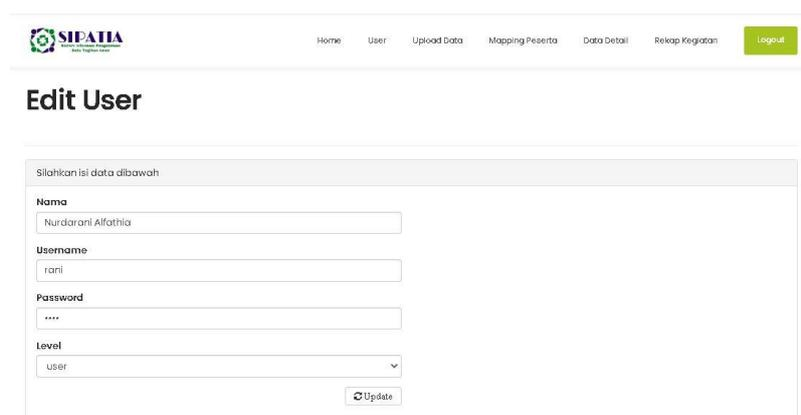 SIPATIA
Home User Upload Data Mapping Peserta Data Detail Rekap Kegiatan Logout
Edit User
Silahkan isi data dibawah
Nama
Nurdarani Alfathia
Username
rani
Password
••••
Level
user
Update